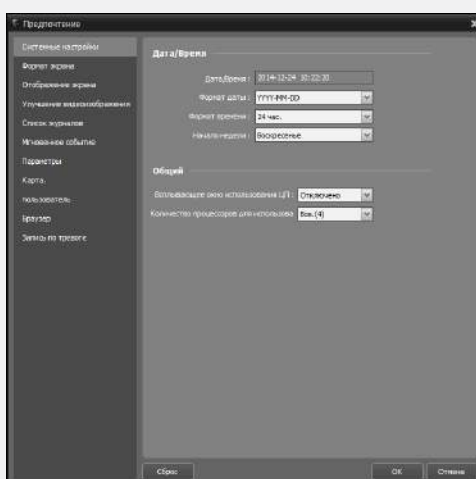 Предпочтение
Системные настройки
Формат экрана
Отображение экрана
Улучшение видеоизображения
Список журналов
Мгновенное событие
Параметры
Карта.
пользователь
Браузер
Запись по тревоге
Дата/Время
Дата/Время : 2014-12-24 10:22:20
Формат даты : YYYY-MM-DD
Формат времени : 24 час.
Начало недели : Воскресенье
Общий
Всплывающее окно использования ЦП : Отключено
Количество процессоров для использова Все.(4)
Сброс
OK
Отмена